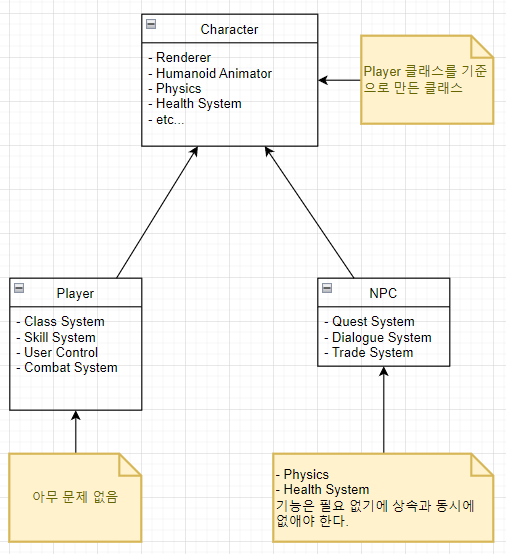 Character
- Renderer
- Humanoid Animator
- Physics
- Health System
- etc...
Player 클래스를 기준
으로 만든 클래스
Player
- Class System
- Skill System
- User Control
- Combat System
NPC
- Quest System
- Dialogue System
- Trade System
아무 문제 없음
- Physics
- Health System
기능은 필요 없기에 상속과 동시에
없애야 한다.